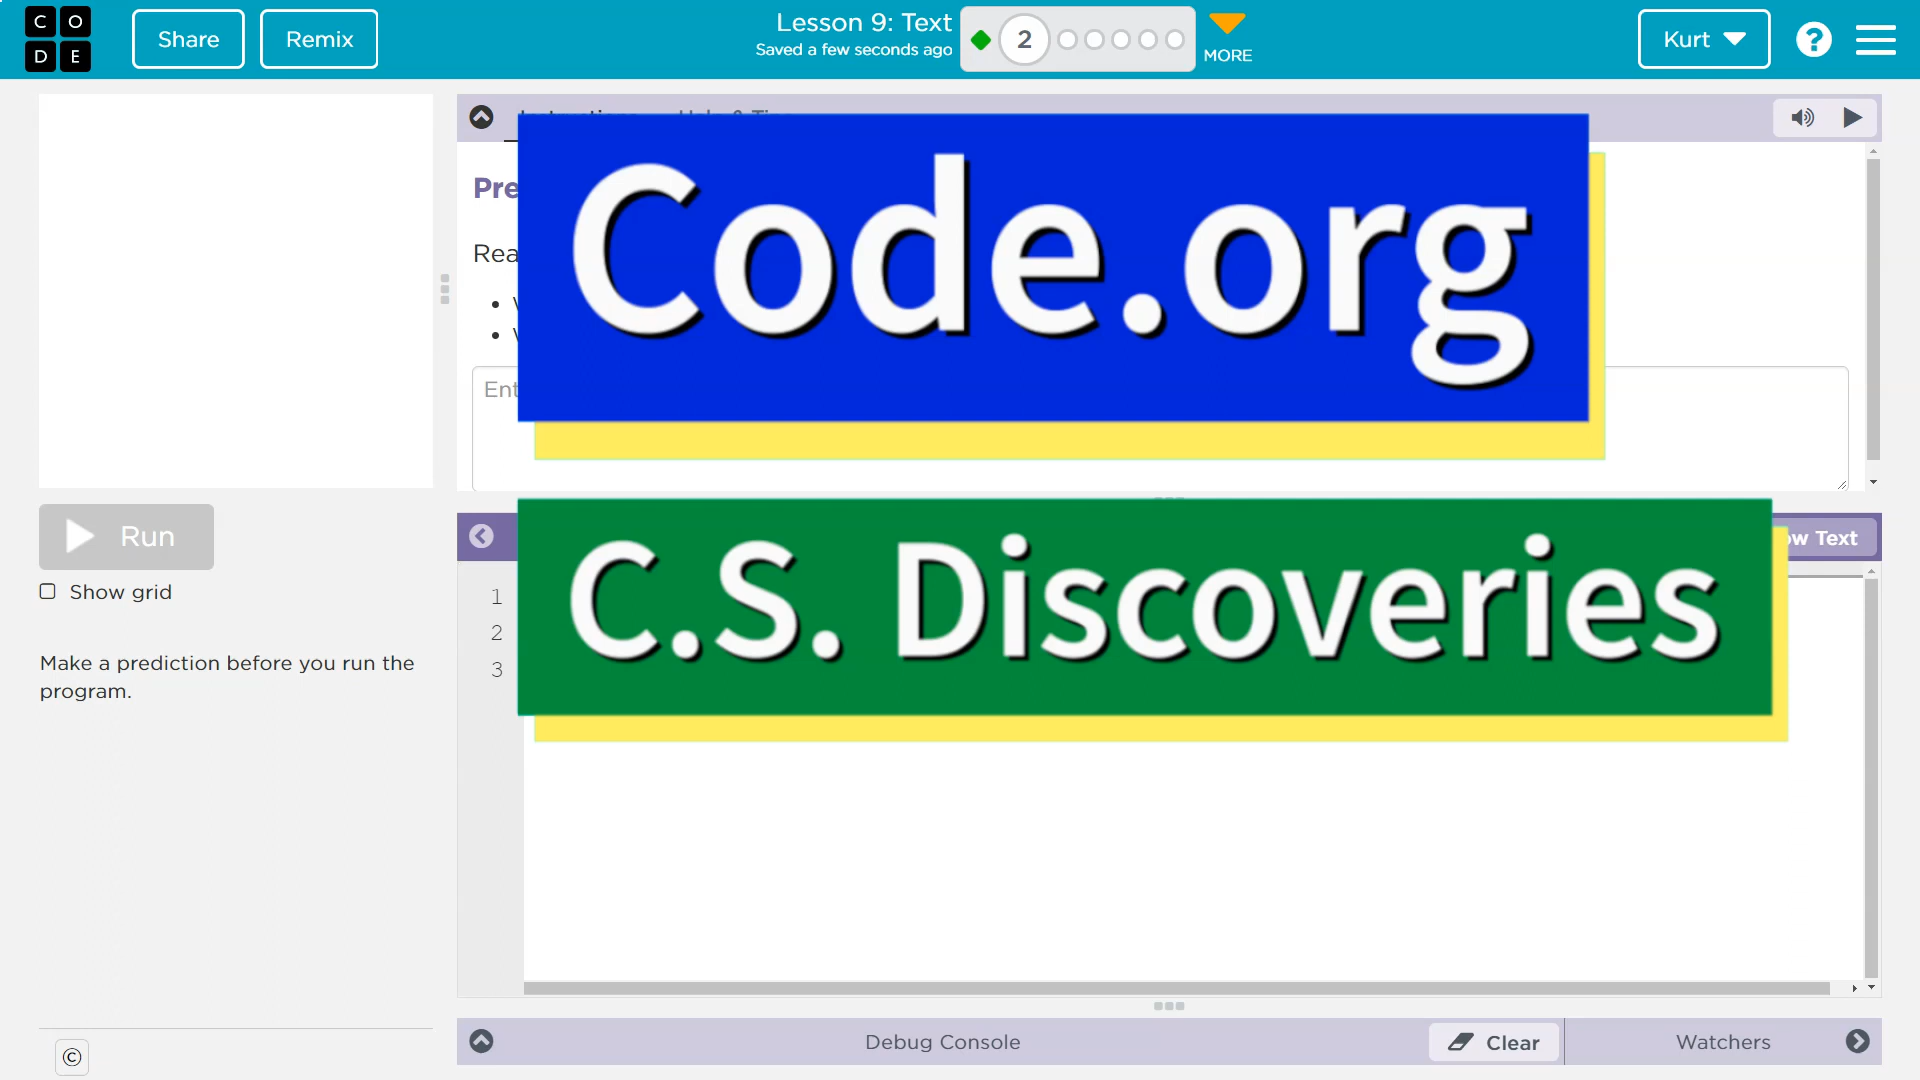 C O
D E
Share
Remix
Lesson 9: Text
Saved a few seconds ago
2
MORE
Kurt
?
Pre
Rea
Ent
Code.org
C.S. Discoveries
Run
Show grid
Make a prediction before you run the
program.
ow Text
1
2
3
Debug Console
Clear
Watchers
©